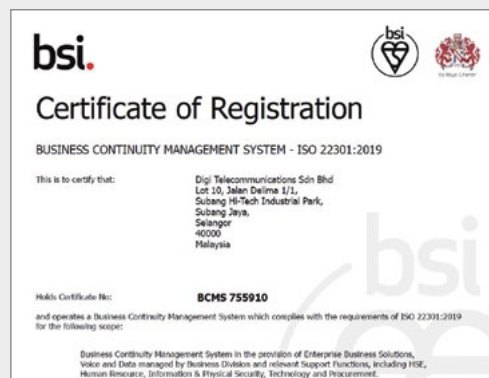 bsi.
bsi
By Royal Charter
Certificate of Registration
BUSINESS CONTINUITY MANAGEMENT SYSTEM - ISO 22301:2019
This is to certify that:
Digi Telecommunications Sdn Bhd
Lot 10, Jalan Delima 1/1,
Subang Hi-Tech Industrial Park,
Subang Jaya,
Selangor
40000
Malaysia
bsi
Holds Certificate No:
BCMS 755910
and operates a Business Continuity Management System which complies with the requirements of ISO 22301:2019
for the following scope:
Business Continuity Management System in the provision of Enterprise Business Solutions,
Voice and Data managed by Business Division and relevant Support Functions, including HSE,
Human Resource, Information & Physical Security, Technology and Procurement.